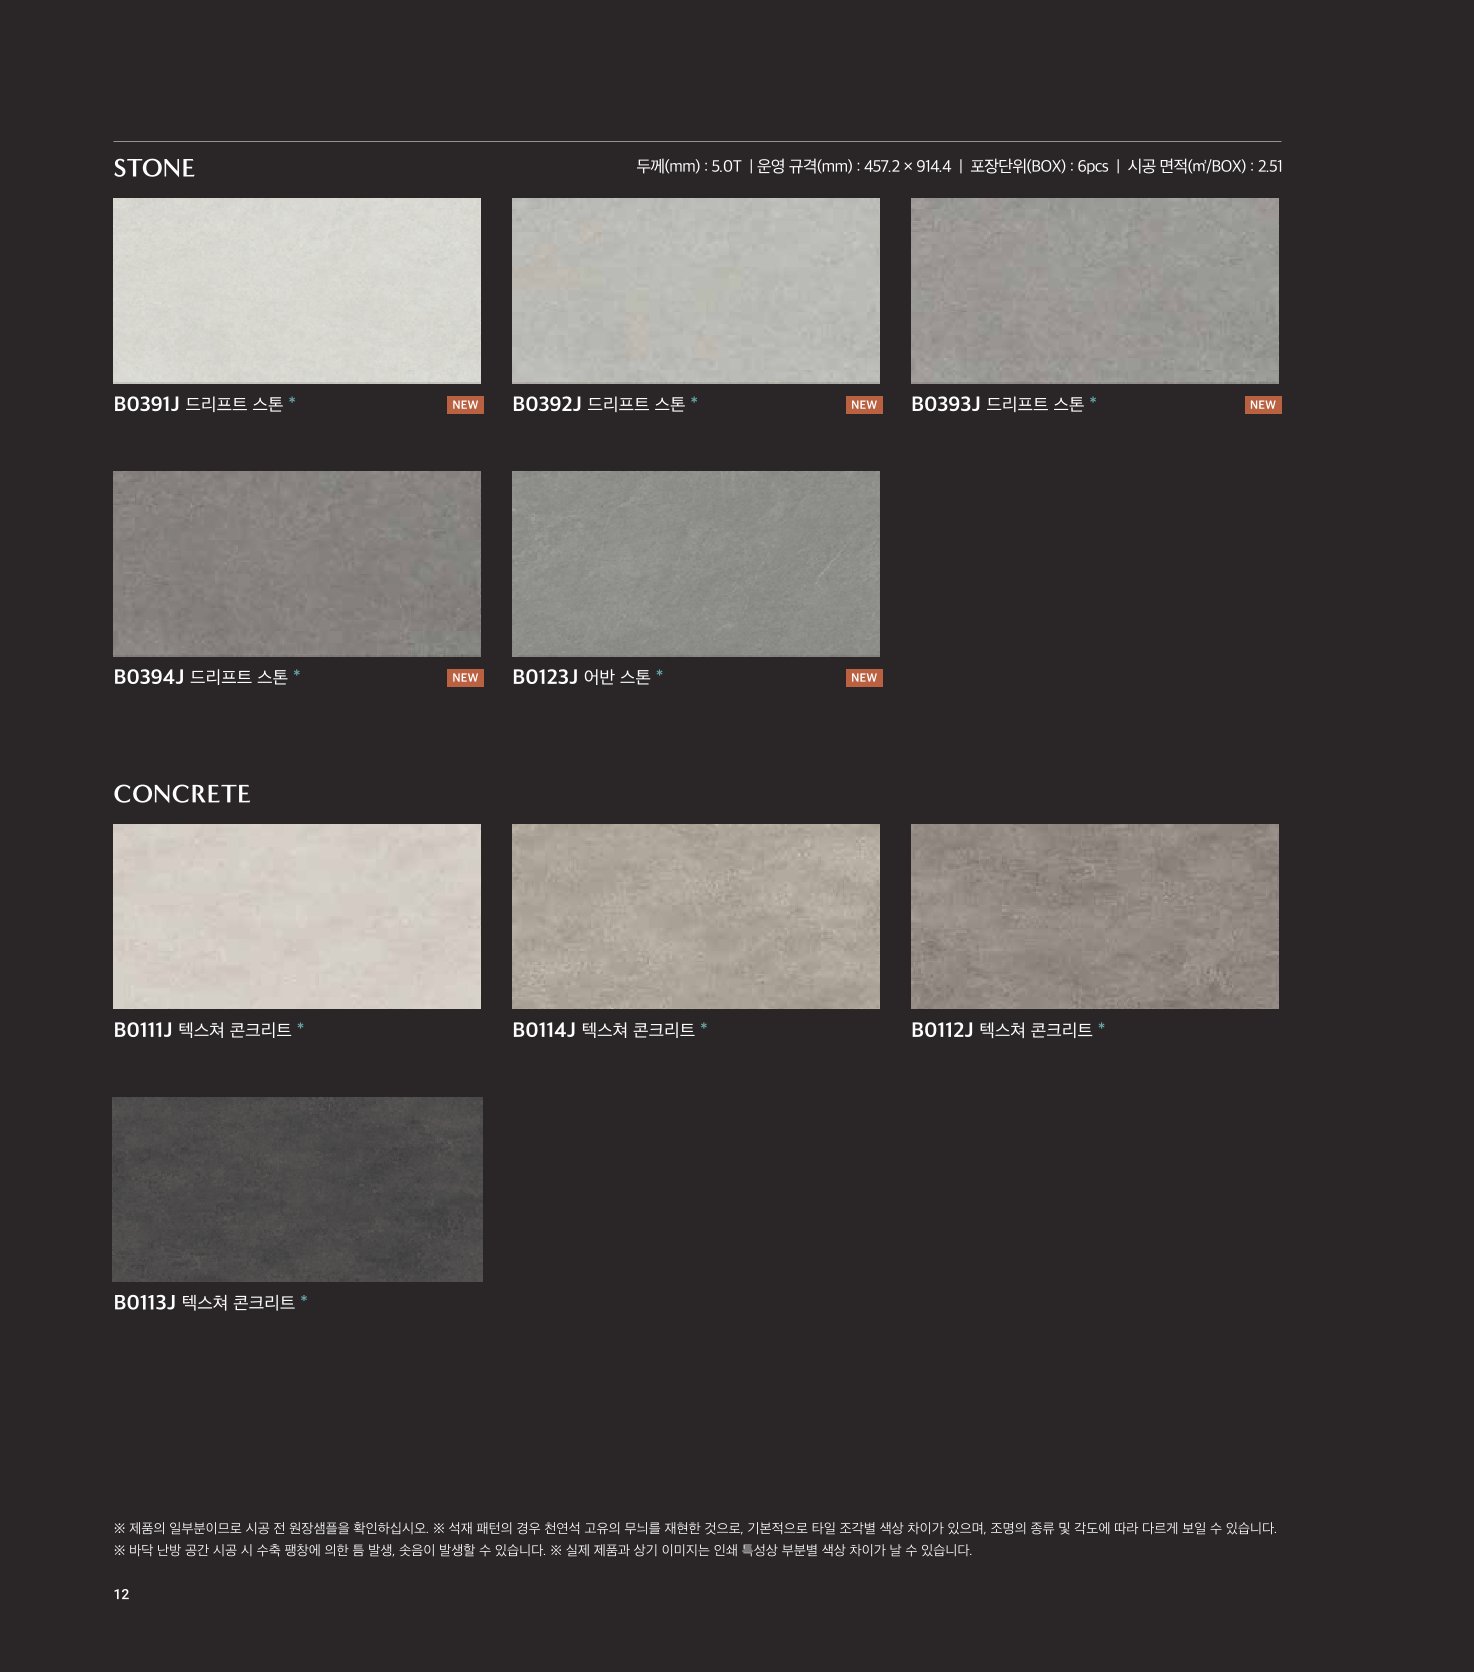 STONE
두께(mm) : 5.0T | 운영 규격(mm) : 457.2 × 914.4 | 포장단위(BOX) : 6pcs | 시공 면적(㎡/BOX) : 2.51
B0391J 드리프트 스톤 * NEW
B0392J 드리프트 스톤 * NEW
B0393J 드리프트 스톤 * NEW
B0394J 드리프트 스톤 * NEW
B0123J 어반 스톤 * NEW
CONCRETE
B0111J 텍스쳐 콘크리트 *
B0114J 텍스쳐 콘크리트 *
B0112J 텍스쳐 콘크리트 *
B0113J 텍스쳐 콘크리트 *
※ 제품의 일부분이므로 시공 전 원장샘플을 확인하십시오. ※ 석재 패턴의 경우 천연석 고유의 무늬를 재현한 것으로, 기본적으로 타일 조각별 색상 차이가 있으며, 조명의 종류 및 각도에 따라 다르게 보일 수 있습니다.
※ 바닥 난방 공간 시공 시 수축 팽창에 의한 틈 발생, 솟음이 발생할 수 있습니다. ※ 실제 제품과 상기 이미지는 인쇄 특성상 부분별 색상 차이가 날 수 있습니다.
12